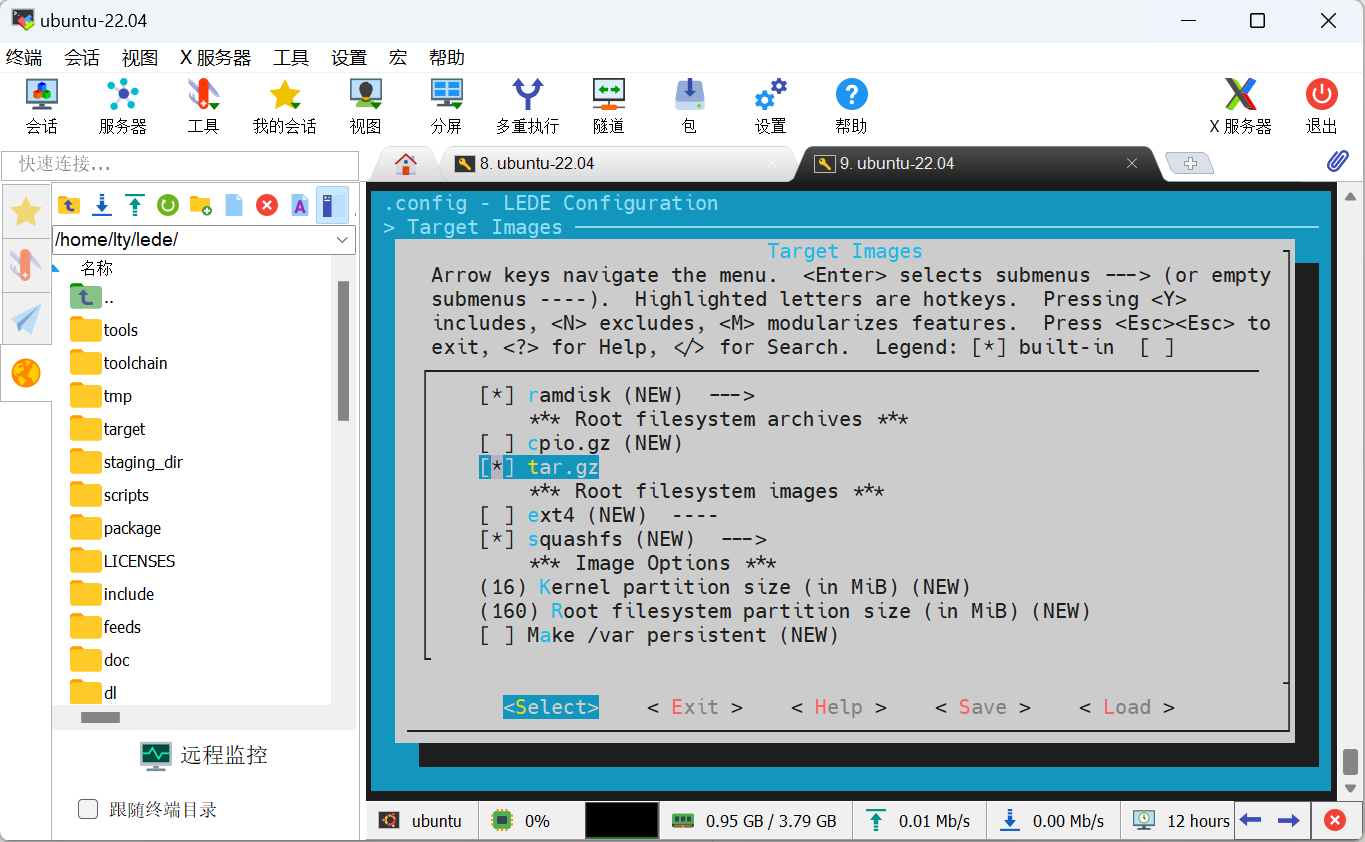 ubuntu-22.04
终端 会话 视图 X 服务器 工具 设置 宏 帮助
会话 服务器 工具 我的会话 视图 分屏 多重执行 隧道 包 设置 帮助 X 服务器 退出
快速连接...
8. ubuntu-22.04
9. ubuntu-22.04
/home/lty/lede/
名称
..
tools
toolchain
tmp
target
staging_dir
scripts
package
LICENSES
include
feeds
doc
dl
远程监控
跟随终端目录
.config - LEDE Configuration
> Target Images
Target Images
Arrow keys navigate the menu.  <Enter> selects submenus ---> (or empty
submenus ----).  Highlighted letters are hotkeys.  Pressing <Y>
includes, <N> excludes, <M> modularizes features.  Press <Esc><Esc> to
exit, <?> for Help, </> for Search.  Legend: [*] built-in  [ ]
[*] ramdisk (NEW)  --->
*** Root filesystem archives ***
[ ] cpio.gz (NEW)
[*] tar.gz
*** Root filesystem images ***
[ ] ext4 (NEW)  ----
[*] squashfs (NEW)  --->
*** Image Options ***
(16) Kernel partition size (in MiB) (NEW)
(160) Root filesystem partition size (in MiB) (NEW)
[ ] Make /var persistent (NEW)
<Select>    < Exit >    < Help >    < Save >    < Load >
ubuntu 0% 0.95 GB / 3.79 GB 0.01 Mb/s 0.00 Mb/s 12 hours